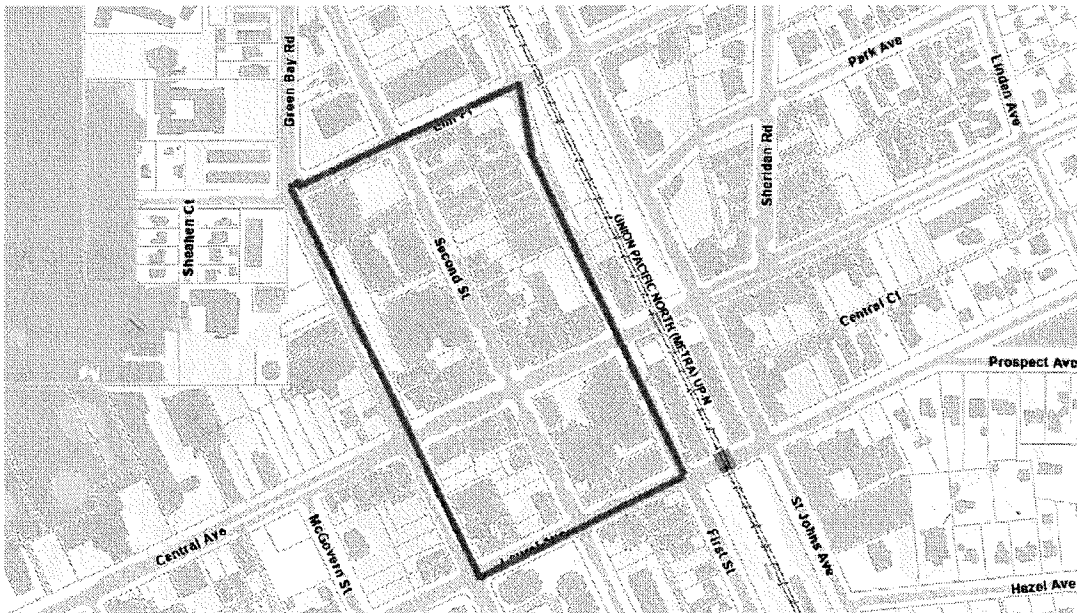 Green Bay Rd
Park Ave
Linden Ave
Elm Pl
Sheridan Rd
Sheahen Ct
Second St
UNION PACIFIC NORTH (METRA) UP-N
Central Ct
Prospect Ave
Central Ave
McGovern St
First St
St Johns Ave
Hazel Ave